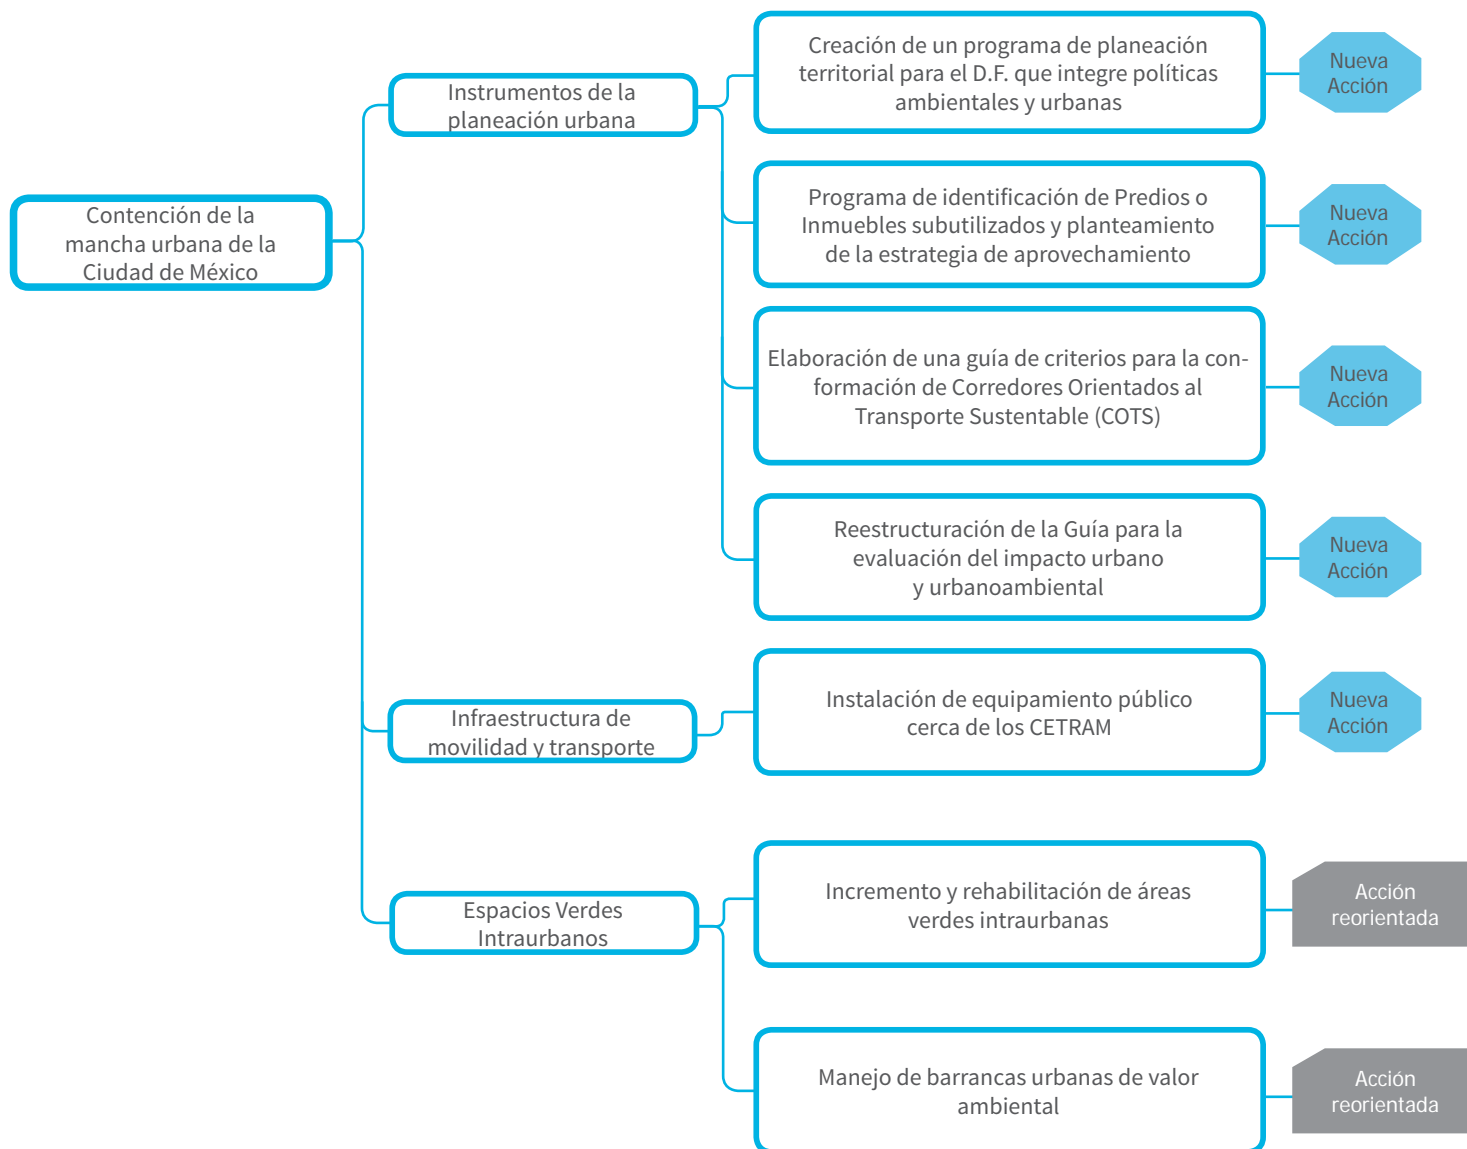 Contención de la
mancha urbana de la
Ciudad de México
Instrumentos de la
planeación urbana
Creación de un programa de planeación
territorial para el D.F. que integre políticas
ambientales y urbanas
Nueva
Acción
Programa de identificación de Predios o
Inmuebles subutilizados y planteamiento
de la estrategia de aprovechamiento
Nueva
Acción
Elaboración de una guía de criterios para la con-
formación de Corredores Orientados al
Transporte Sustentable (COTS)
Nueva
Acción
Reestructuración de la Guía para la
evaluación del impacto urbano
y urbanoambiental
Nueva
Acción
Infraestructura de
movilidad y transporte
Instalación de equipamiento público
cerca de los CETRAM
Nueva
Acción
Espacios Verdes
Intraurbanos
Incremento y rehabilitación de áreas
verdes intraurbanas
Acción
reorientada
Manejo de barrancas urbanas de valor
ambiental
Acción
reorientada